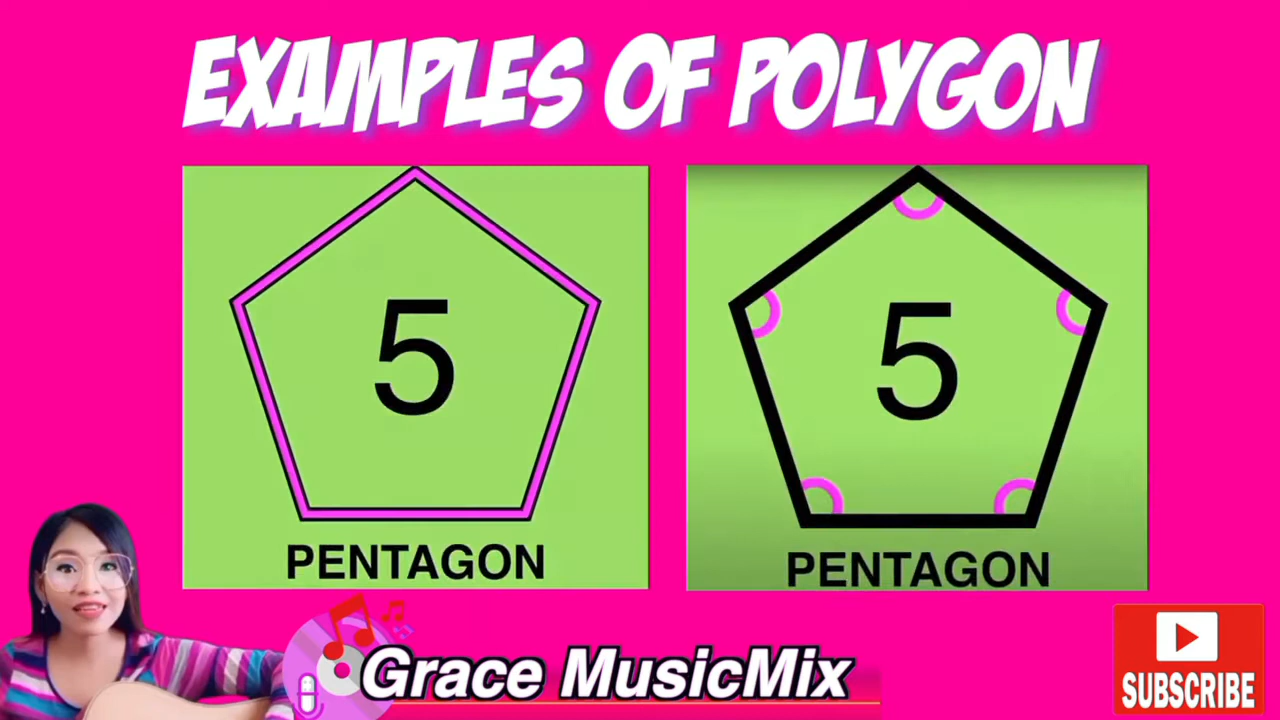 EXAMPLES OF POLYGON
5
PENTAGON
5
PENTAGON
Grace MusicMix
SUBSCRIBE